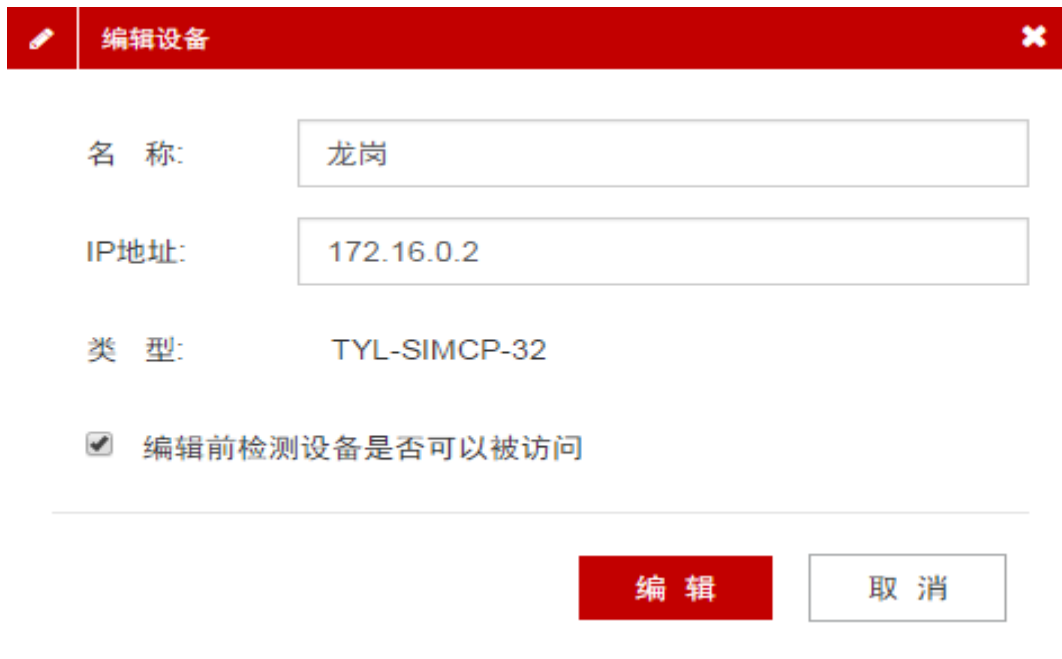 编辑设备
名 称: 龙岗
IP地址: 172.16.0.2
类 型: TYL-SIMCP-32
编辑前检测设备是否可以被访问
编 辑 取 消